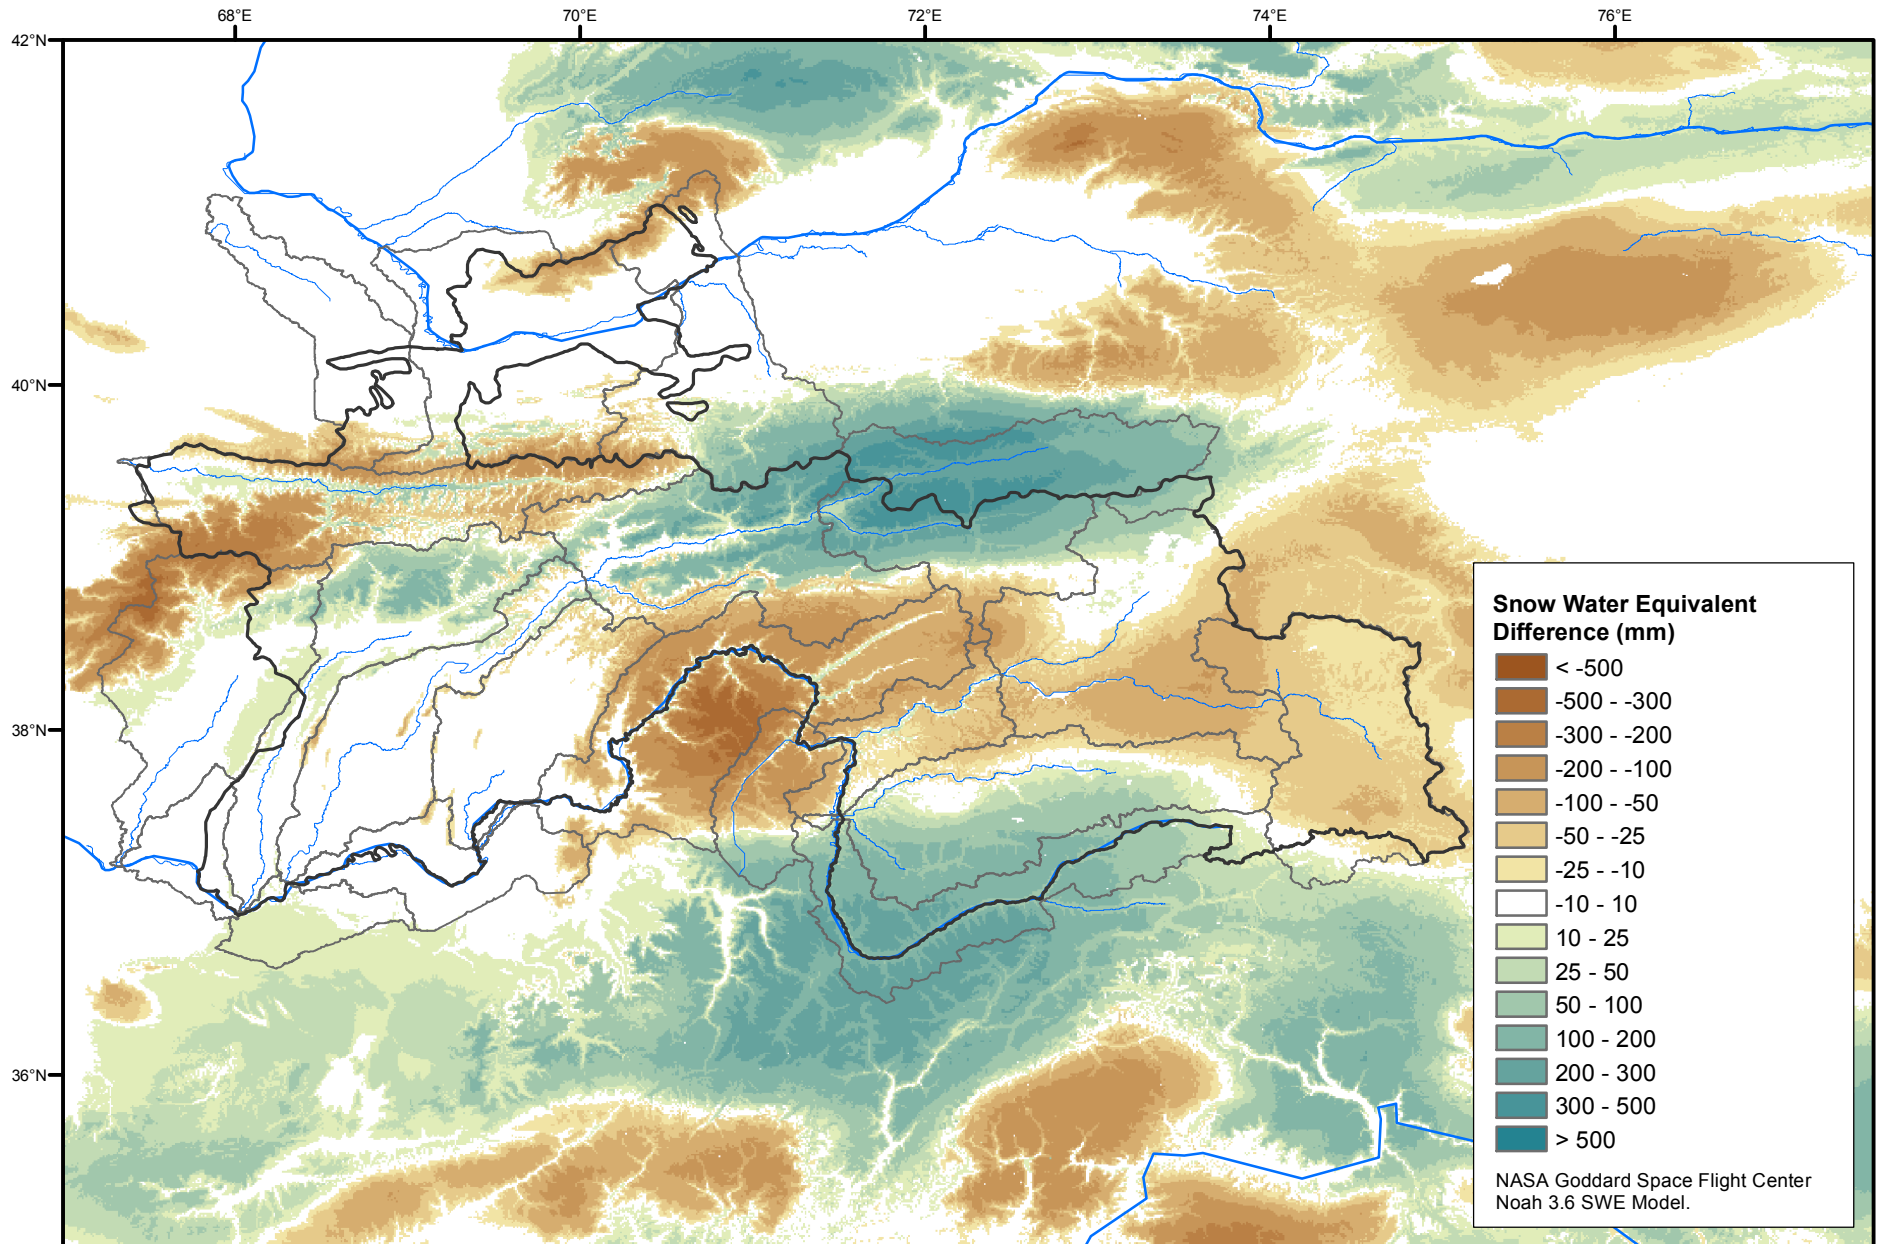 68°E
70°E
72°E
74°E
76°E
42°N
40°N
38°N
36°N
Snow Water Equivalent
Difference (mm)
< -500
-500 - -300
-300 - -200
-200 - -100
-100 - -50
-50 - -25
-25 - -10
-10 - 10
10 - 25
25 - 50
50 - 100
100 - 200
200 - 300
300 - 500
> 500
NASA Goddard Space Flight Center
Noah 3.6 SWE Model.